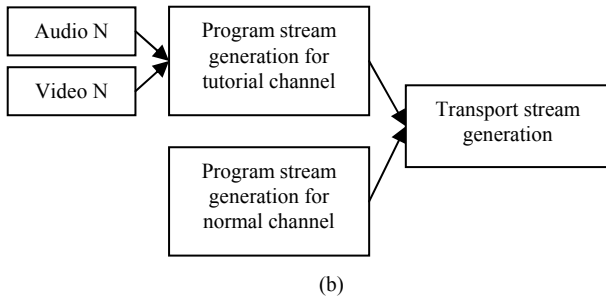 Audio N
Video N
Program stream
generation for
tutorial channel
Transport stream
generation
Program stream
generation for
normal channel
(b)